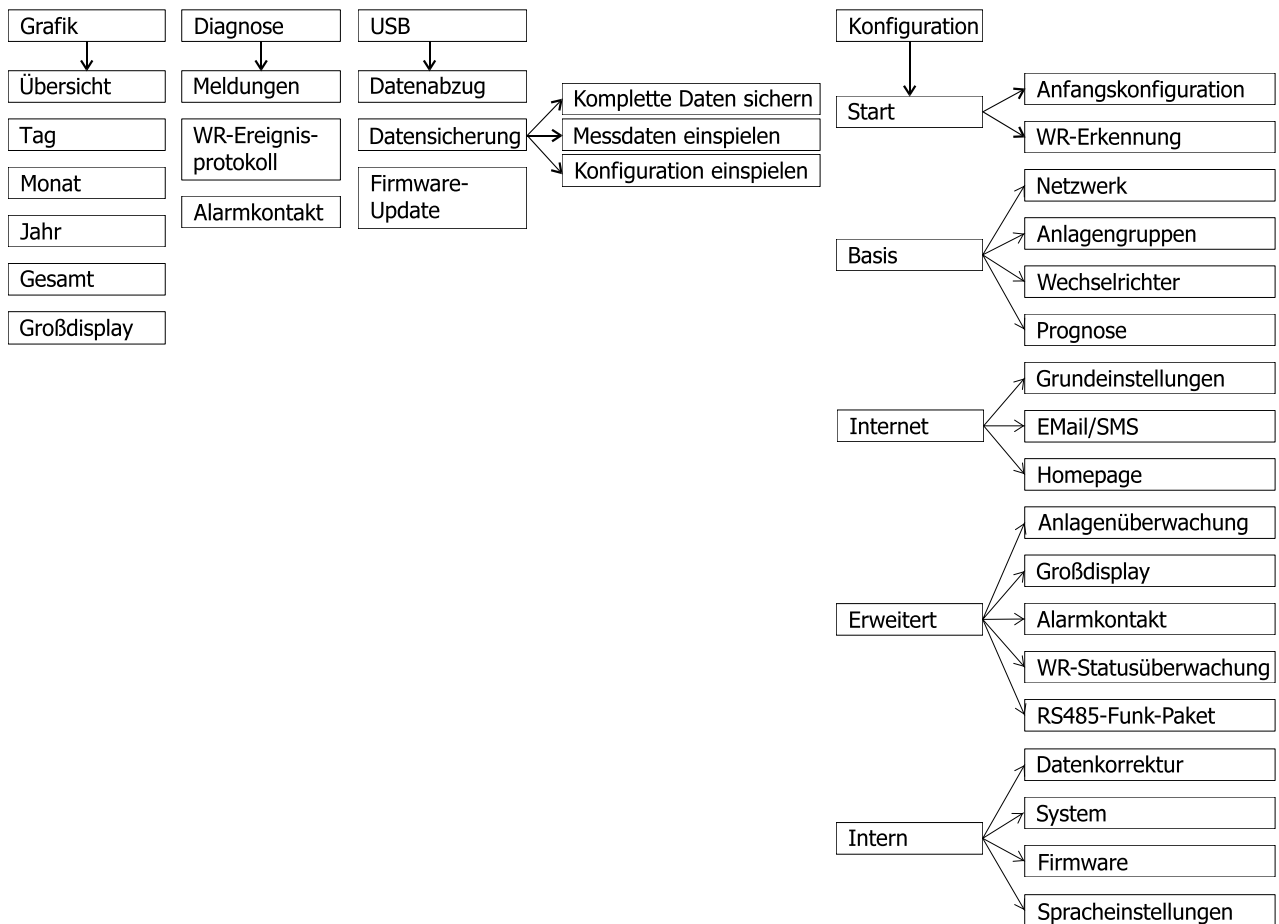 Grafik
Übersicht
Tag
Monat
Jahr
Gesamt
Großdisplay
Diagnose
Meldungen
WR-Ereignis-
protokoll
Alarmkontakt
USB
Datenabzug
Datensicherung
Komplette Daten sichern
Messdaten einspielen
Konfiguration einspielen
Firmware-
Update
Konfiguration
Start
Anfangskonfiguration
WR-Erkennung
Basis
Netzwerk
Anlagengruppen
Wechselrichter
Prognose
Internet
Grundeinstellungen
EMail/SMS
Homepage
Erweitert
Anlagenüberwachung
Großdisplay
Alarmkontakt
WR-Statusüberwachung
RS485-Funk-Paket
Intern
Datenkorrektur
System
Firmware
Spracheinstellungen